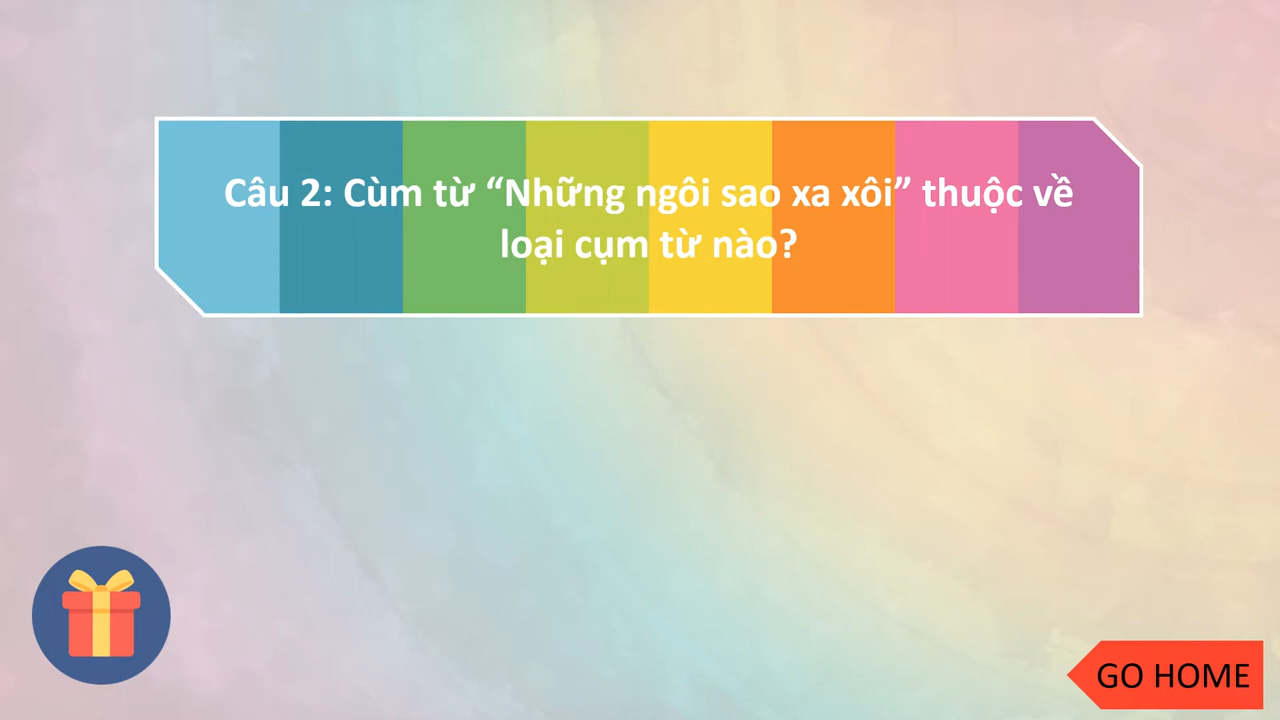 Câu 2: Cùm từ “Những ngôi sao xa xôi” thuộc về
loại cụm từ nào?
GO HOME